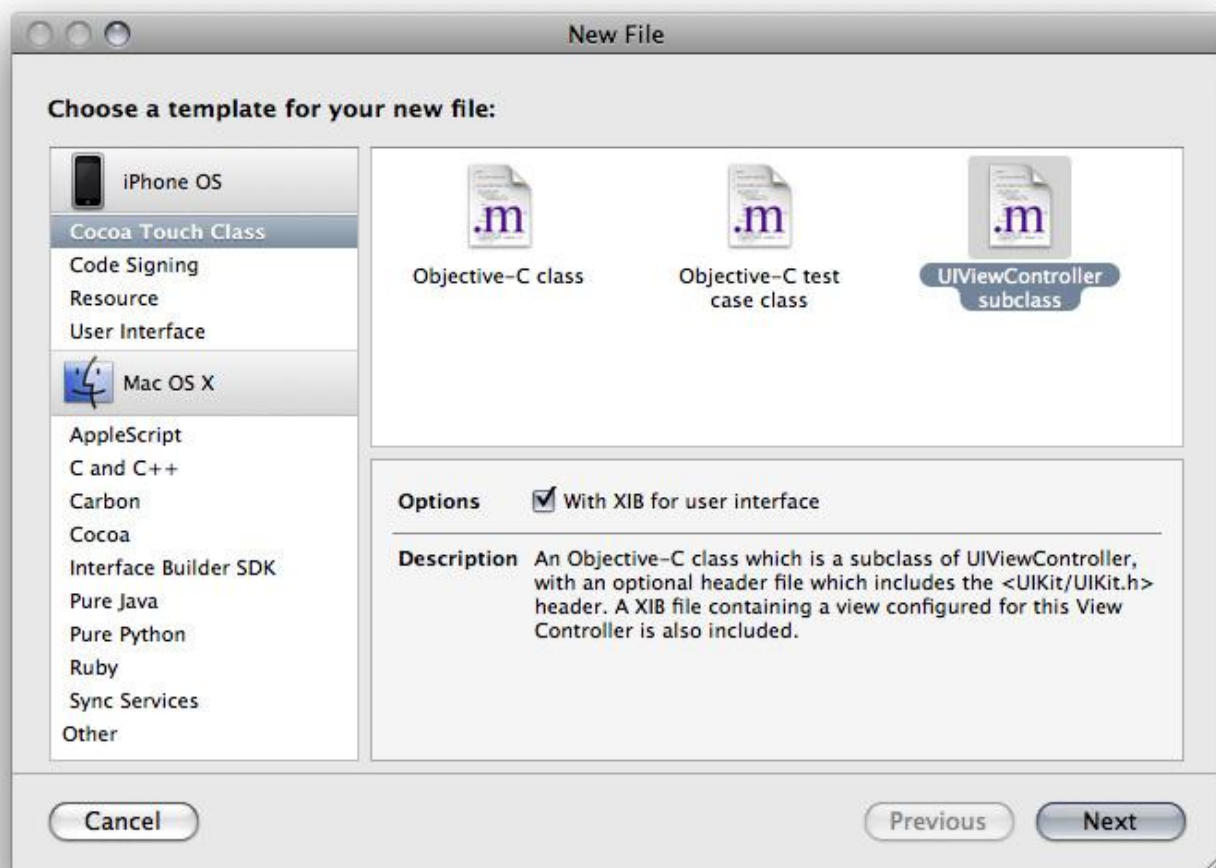 New File
Choose a template for your new file:
iPhone OS
Cocoa Touch Class
Code Signing
Resource
User Interface
Mac OS X
AppleScript
C and C++
Carbon
Cocoa
Interface Builder SDK
Pure Java
Pure Python
Ruby
Sync Services
Other
.m
Objective-C class
.m
Objective-C test
case class
.m
UIViewController
subclass
Options With XIB for user interface
Description An Objective-C class which is a subclass of UIViewController,
with an optional header file which includes the <UIKit/UIKit.h>
header. A XIB file containing a view configured for this View
Controller is also included.
Cancel
Previous
Next